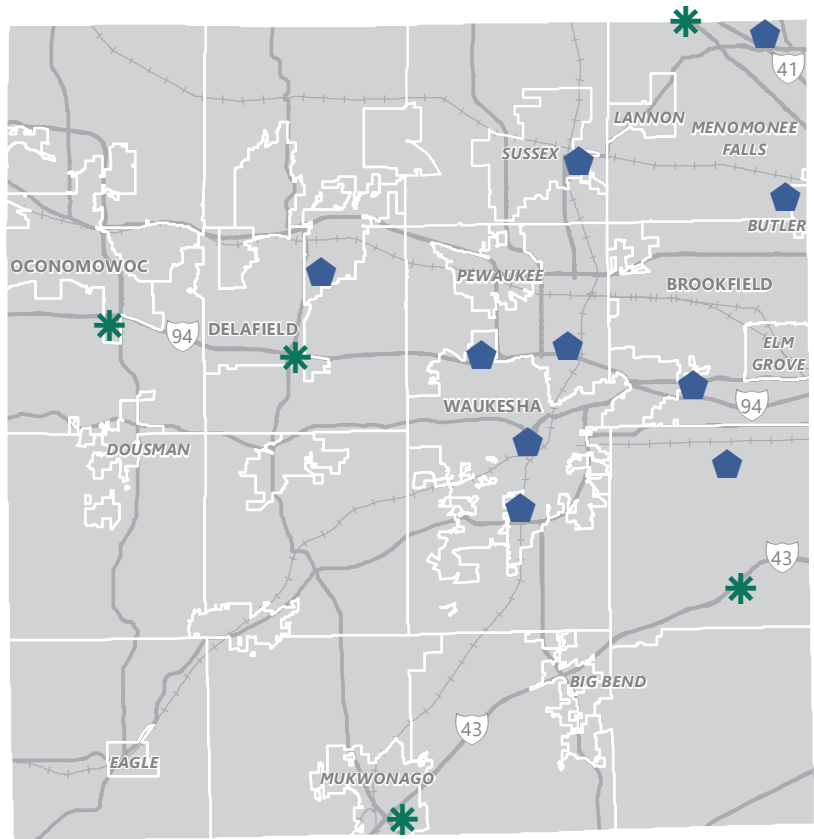 41
LANNON
MENOMONEE
FALLS
SUSSEX
BUTLER
OCONOMOWOC
PEWAUKEE
BROOKFIELD
94
DELAFIELD
ELM
GROVE
WAUKESHA
94
DOUSMAN
43
BIG BEND
43
EAGLE
MUKWONAGO